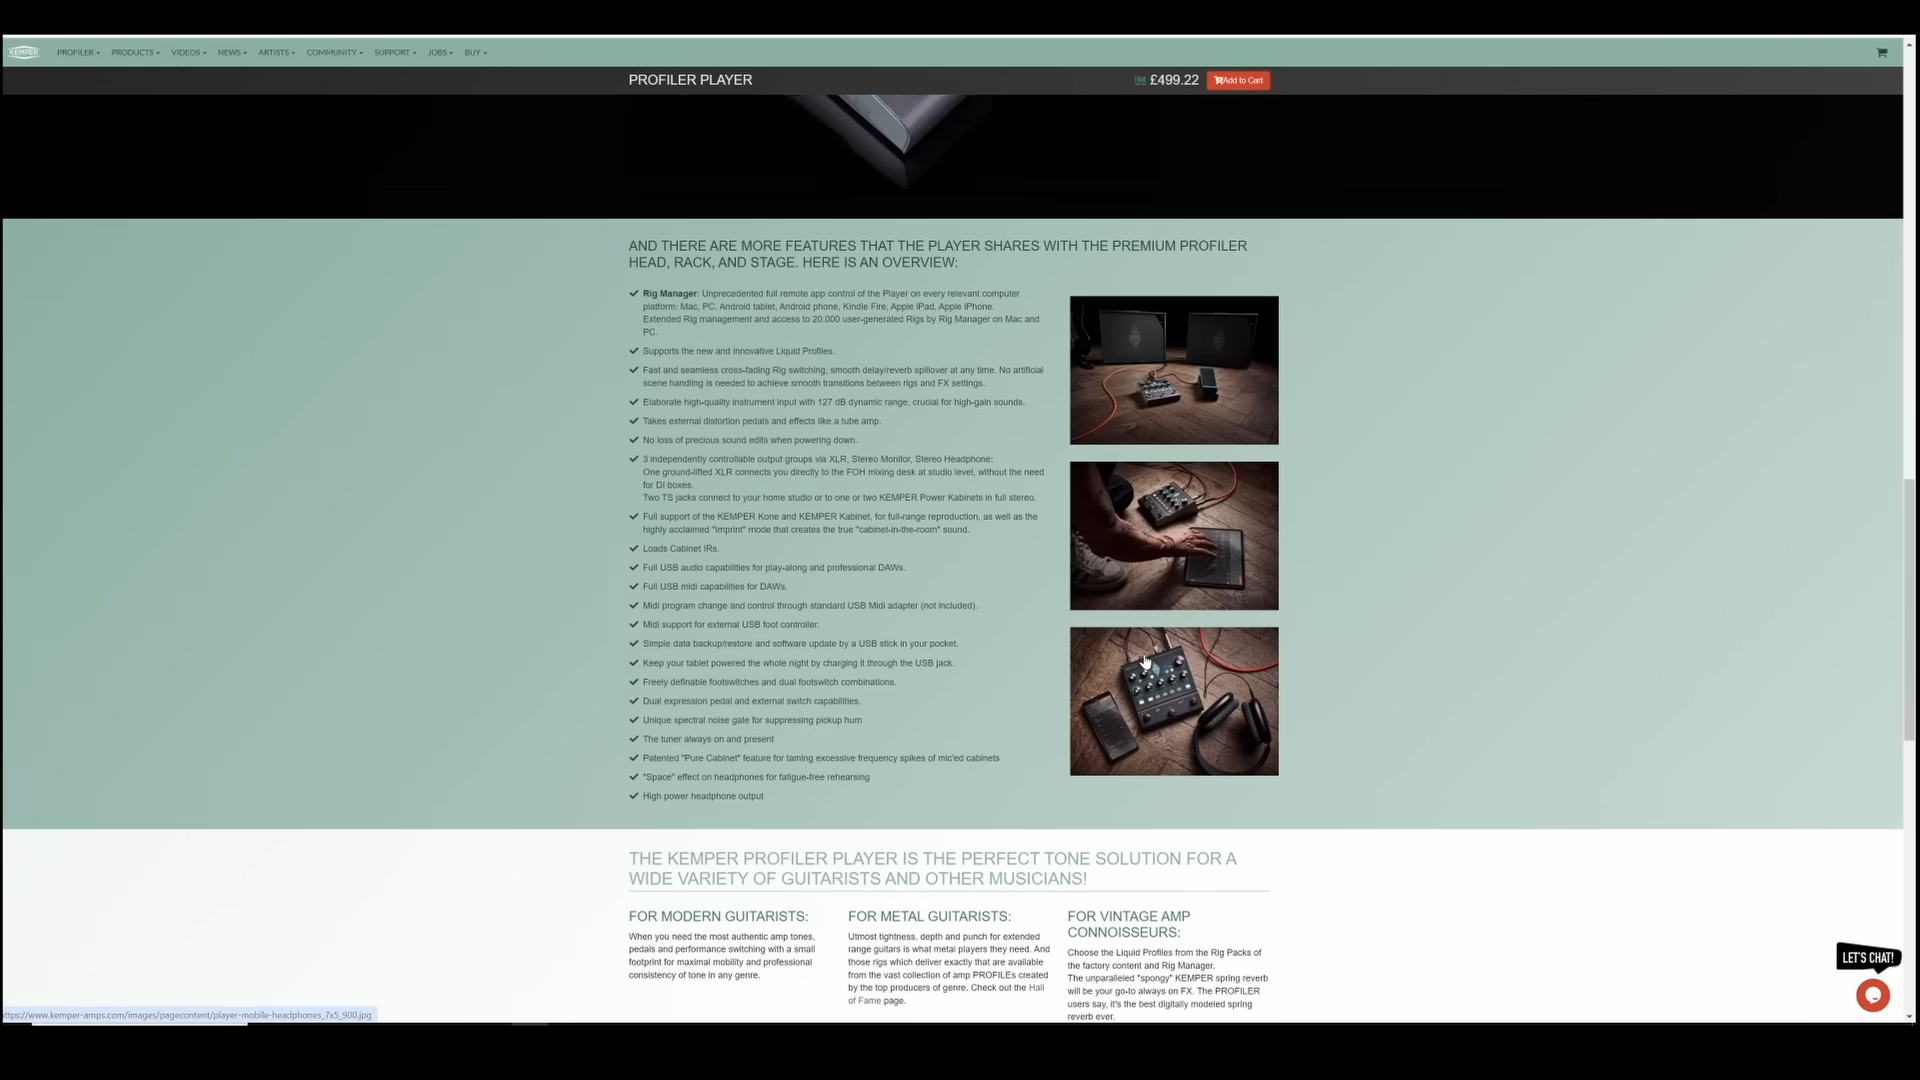 KEMPER
PROFILER
PRODUCTS
VIDEOS
NEWS
ARTISTS
COMMUNITY
SUPPORT
JOBS
BUY
PROFILER PLAYER
£499.22
Add to Cart
AND THERE ARE MORE FEATURES THAT THE PLAYER SHARES WITH THE PREMIUM PROFILER
HEAD, RACK, AND STAGE. HERE IS AN OVERVIEW:
Rig Manager: Unprecedented full remote app control of the Player on every relevant computer
platform: Mac, PC, Android tablet, Android phone, Kindle Fire, Apple iPad, Apple iPhone.
Extended Rig management and access to 20.000 user-generated Rigs by Rig Manager on Mac and
PC.
Supports the new and innovative Liquid Profiles.
Fast and seamless cross-fading Rig switching, smooth delay/reverb spillover at any time. No artificial
scene handling is needed to achieve smooth transitions between rigs and FX settings.
Elaborate high-quality instrument input with 127 dB dynamic range, crucial for high-gain sounds.
Takes external distortion pedals and effects like a tube amp.
No loss of precious sound edits when powering down.
3 independently controllable output groups via XLR, Stereo Monitor, Stereo Headphone:
One ground-lifted XLR connects you directly to the FOH mixing desk at studio level, without the need
for DI boxes.
Two TS jacks connect to your home studio or to one or two KEMPER Power Kabinets in full stereo.
Full support of the KEMPER Kone and KEMPER Kabinet, for full-range reproduction, as well as the
highly acclaimed "Imprint" mode that creates the true "cabinet-in-the-room" sound.
Loads Cabinet IRs.
Full USB audio capabilities for play-along and professional DAWs.
Full USB midi capabilities for DAWs.
Midi program change and control through standard USB Midi adapter (not included).
Midi support for external USB foot controller.
Simple data backup/restore and software update by a USB stick in your pocket.
Keep your tablet powered the whole night by charging it through the USB jack.
Freely definable footswitches and dual footswitch combinations.
Dual expression pedal and external switch capabilities.
Unique spectral noise gate for suppressing pickup hum
The tuner always on and present
Patented "Pure Cabinet" feature for taming excessive frequency spikes of mic'ed cabinets
"Space" effect on headphones for fatigue-free rehearsing
High power headphone output
THE KEMPER PROFILER PLAYER IS THE PERFECT TONE SOLUTION FOR A
WIDE VARIETY OF GUITARISTS AND OTHER MUSICIANS!
FOR MODERN GUITARISTS:
When you need the most authentic amp tones,
pedals and performance switching with a small
footprint for maximal mobility and professional
consistency of tone in any genre.
FOR METAL GUITARISTS:
Utmost tightness, depth and punch for extended
range guitars is what metal players they need. And
those rigs which deliver exactly that are available
from the vast collection of amp PROFILEs created
by the top producers of genre. Check out the Hall
of Fame page.
FOR VINTAGE AMP
CONNOISSEURS:
Choose the Liquid Profiles from the Rig Packs of
the factory content and Rig Manager.
The unparalleled "spongy" KEMPER spring reverb
will be your go-to always on FX. The PROFILER
users say, it's the best digitally modeled spring
reverb ever.
LET'S CHAT!
ttps://www.kemper-amps.com/images/pagecontent/player-mobile-headphones_7x5_900.jpg